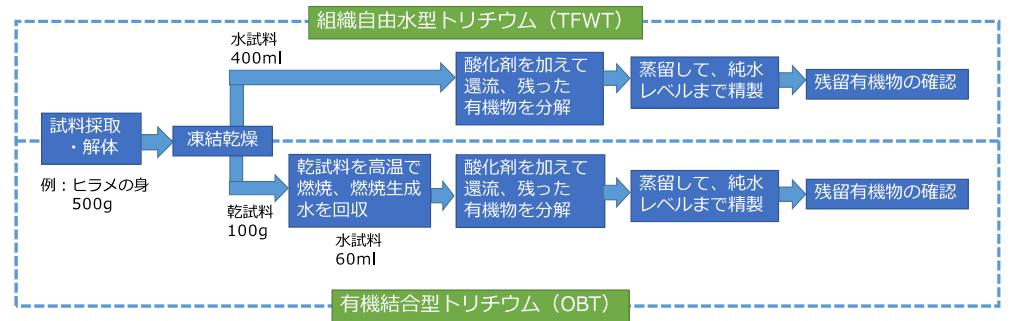 組織自由水型トリチウム（TFWT）
水試料
400ml
酸化剤を加えて
還流、残った
有機物を分解
蒸留して、純水
レベルまで精製
残留有機物の確認
試料採取
・解体
凍結乾燥
例：ヒラメの身
500g
乾試料を高温で
燃焼、燃焼生成
水を回収
酸化剤を加えて
還流、残った
有機物を分解
蒸留して、純水
レベルまで精製
残留有機物の確認
乾試料
100g
水試料
60ml
有機結合型トリチウム（OBT）